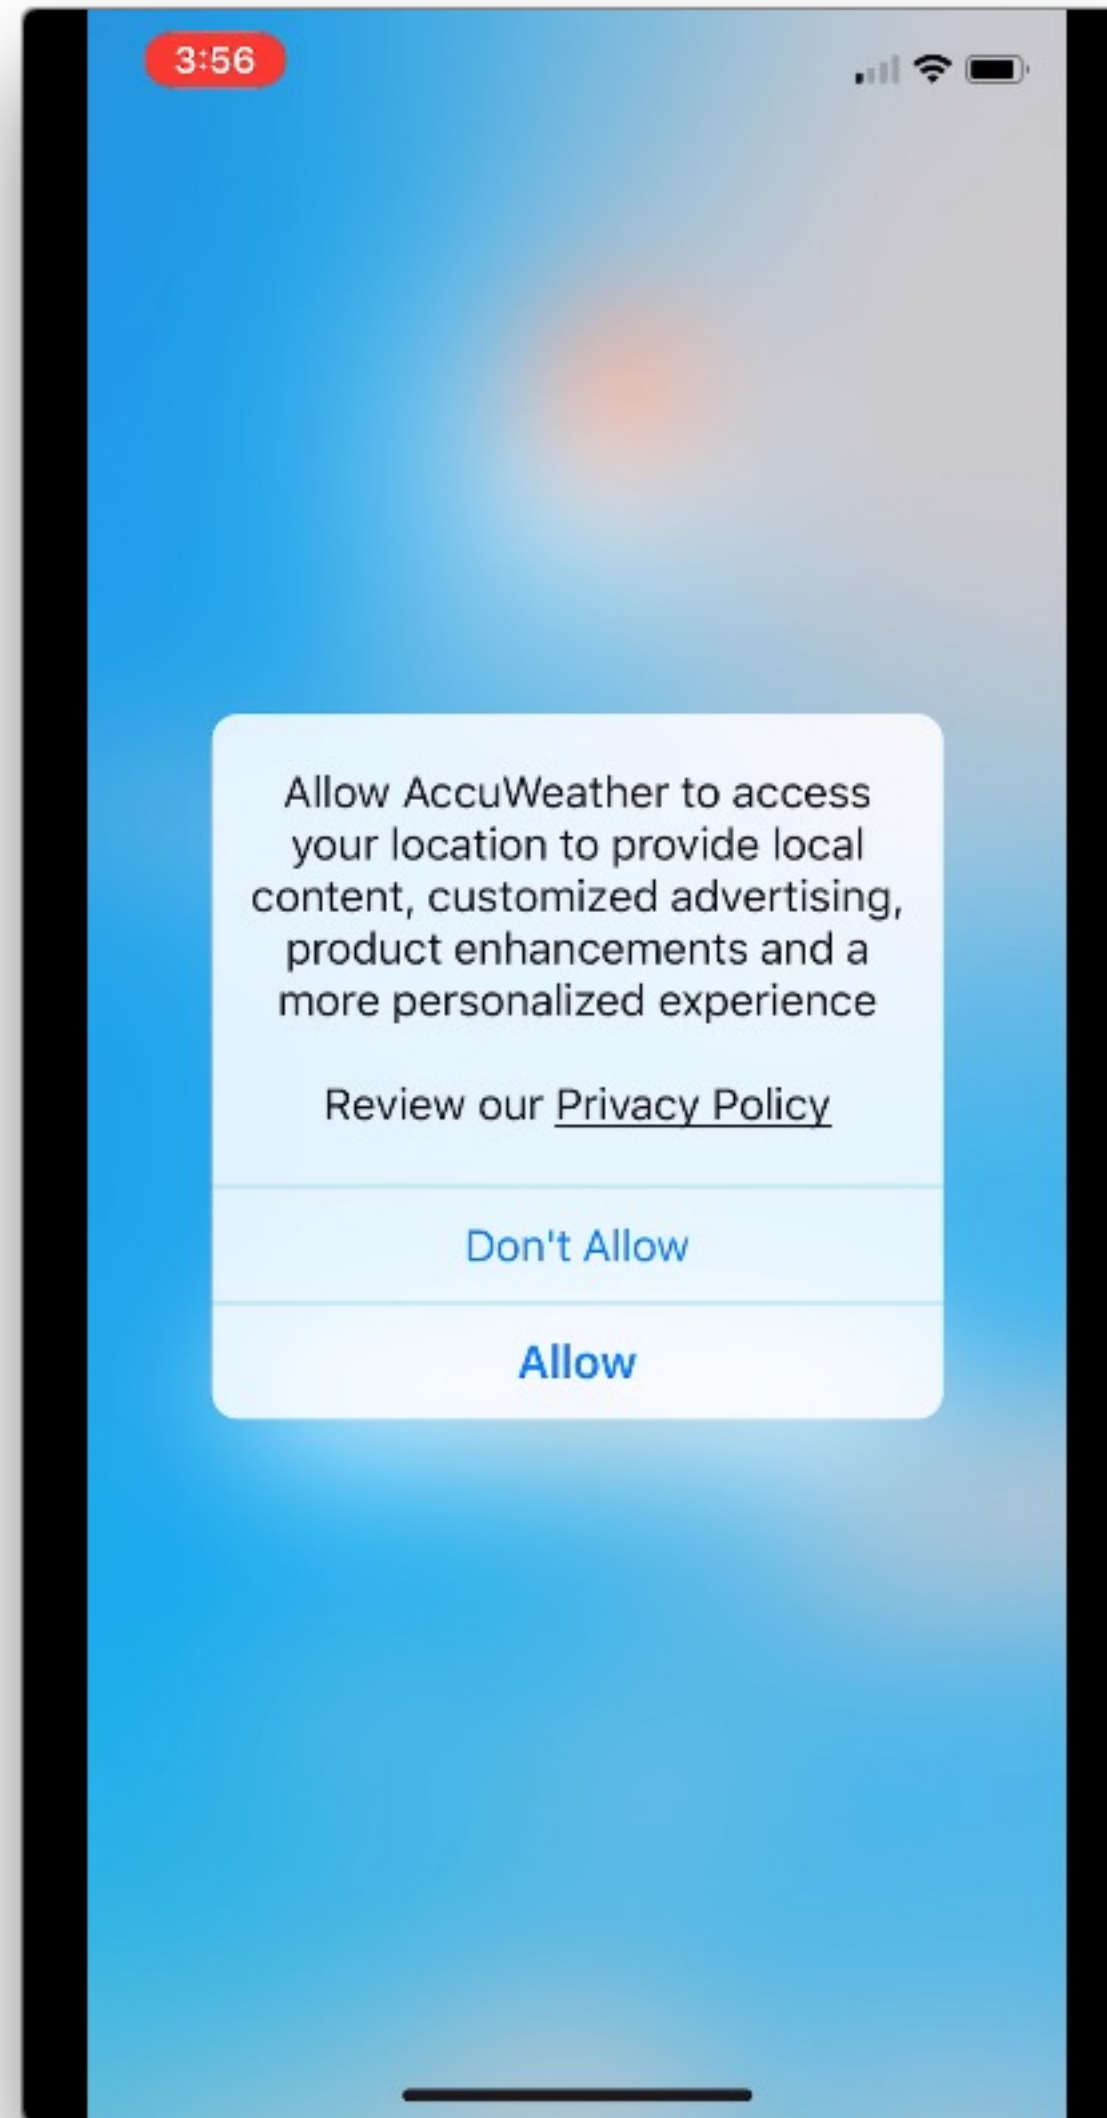 3:56
Allow AccuWeather to access
your location to provide local
content, customized advertising,
product enhancements and a
more personalized experience
Review our Privacy Policy
Don't Allow
Allow